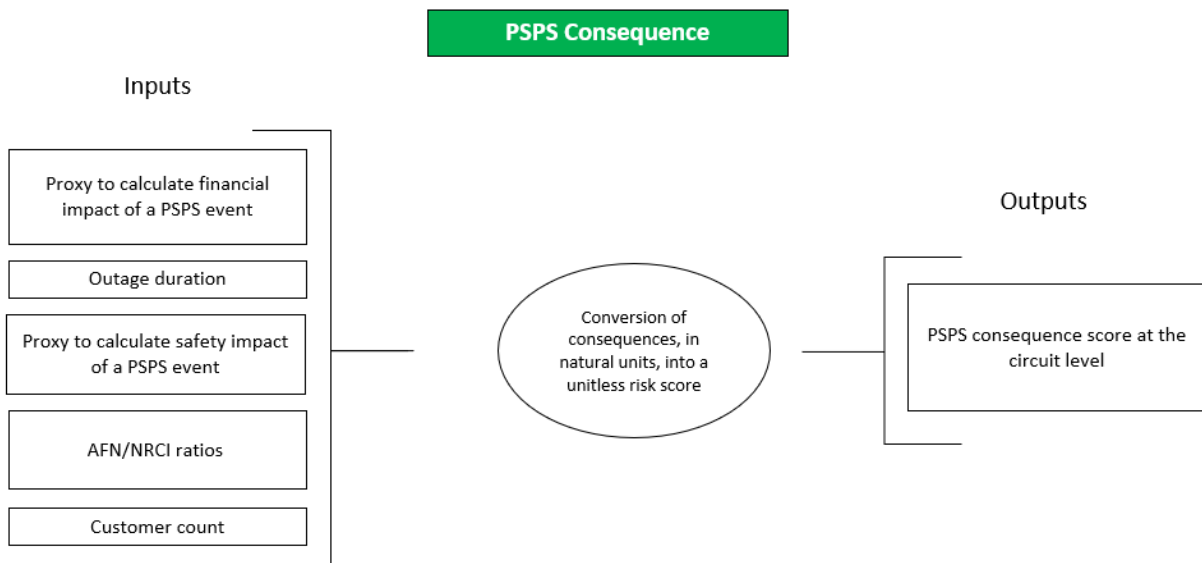 PSPS Consequence
Inputs
Proxy to calculate financial
impact of a PSPS event
Outage duration
Proxy to calculate safety impact
of a PSPS event
AFN/NRCI ratios
Customer count
Conversion of
consequences, in
natural units, into a
unitless risk score
Outputs
PSPS consequence score at the
circuit level